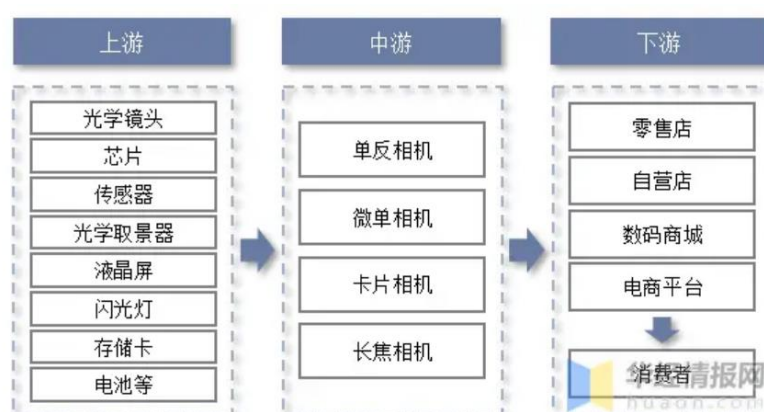 上游
光学镜头
芯片
传感器
光学取景器
液晶屏
闪光灯
存储卡
电池等
中游
单反相机
微单相机
卡片相机
长焦相机
下游
零售店
自营店
数码商城
电商平台
消费者
华经情报网
huaon.com